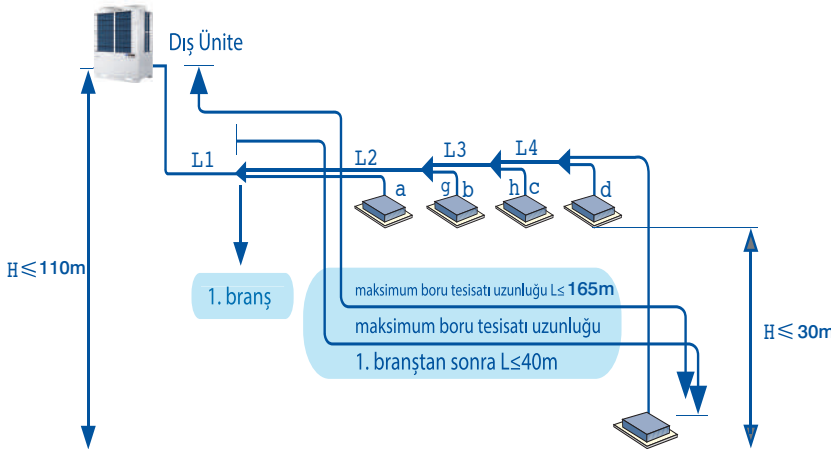 Dış Ünite
L1
L2
L3
L4
a
g b
h c
d
H≤110m
1. branş
maksimum boru tesisatı uzunluğu L≤ 165m
maksimum boru tesisatı uzunluğu
1. branştan sonra L≤40m
H≤30m